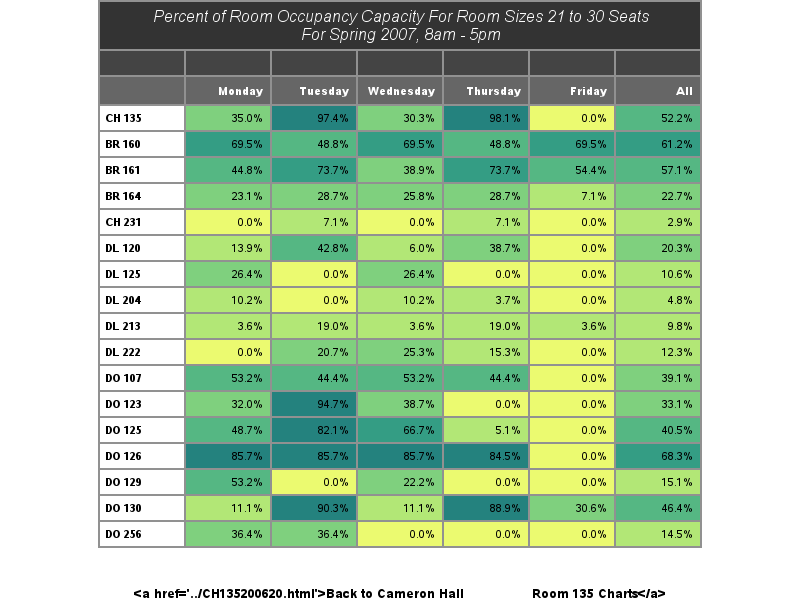 Percent of Room Occupancy Capacity For Room Sizes 21 to 30 Seats
For Spring 2007, 8am - 5pm
Monday Tuesday Wednesday Thursday Friday All
CH 135 35.0% 97.4% 30.3% 98.1% 0.0% 52.2%
BR 160 69.5% 48.8% 69.5% 48.8% 69.5% 61.2%
BR 161 44.8% 73.7% 38.9% 73.7% 54.4% 57.1%
BR 164 23.1% 28.7% 25.8% 28.7% 7.1% 22.7%
CH 231 0.0% 7.1% 0.0% 7.1% 0.0% 2.9%
DL 120 13.9% 42.8% 6.0% 38.7% 0.0% 20.3%
DL 125 26.4% 0.0% 26.4% 0.0% 0.0% 10.6%
DL 204 10.2% 0.0% 10.2% 3.7% 0.0% 4.8%
DL 213 3.6% 19.0% 3.6% 19.0% 3.6% 9.8%
DL 222 0.0% 20.7% 25.3% 15.3% 0.0% 12.3%
DO 107 53.2% 44.4% 53.2% 44.4% 0.0% 39.1%
DO 123 32.0% 94.7% 38.7% 0.0% 0.0% 33.1%
DO 125 48.7% 82.1% 66.7% 5.1% 0.0% 40.5%
DO 126 85.7% 85.7% 85.7% 84.5% 0.0% 68.3%
DO 129 53.2% 0.0% 22.2% 0.0% 0.0% 15.1%
DO 130 11.1% 90.3% 11.1% 88.9% 30.6% 46.4%
DO 256 36.4% 36.4% 0.0% 0.0% 0.0% 14.5%
<a href='../CH135200620.html'>Back to Cameron Hall Room 135 Charts</a>